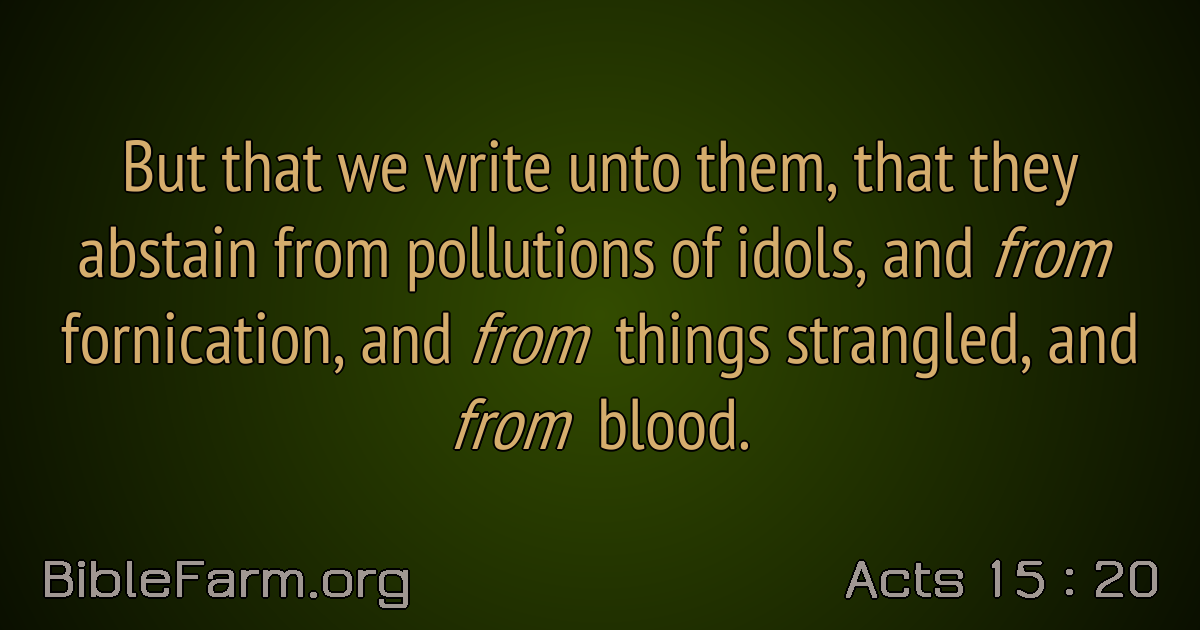 But that we write unto them, that they
abstain from pollutions of idols, and from
fornication, and from things strangled, and
from blood.
BibleFarm.org
Acts 15 : 20